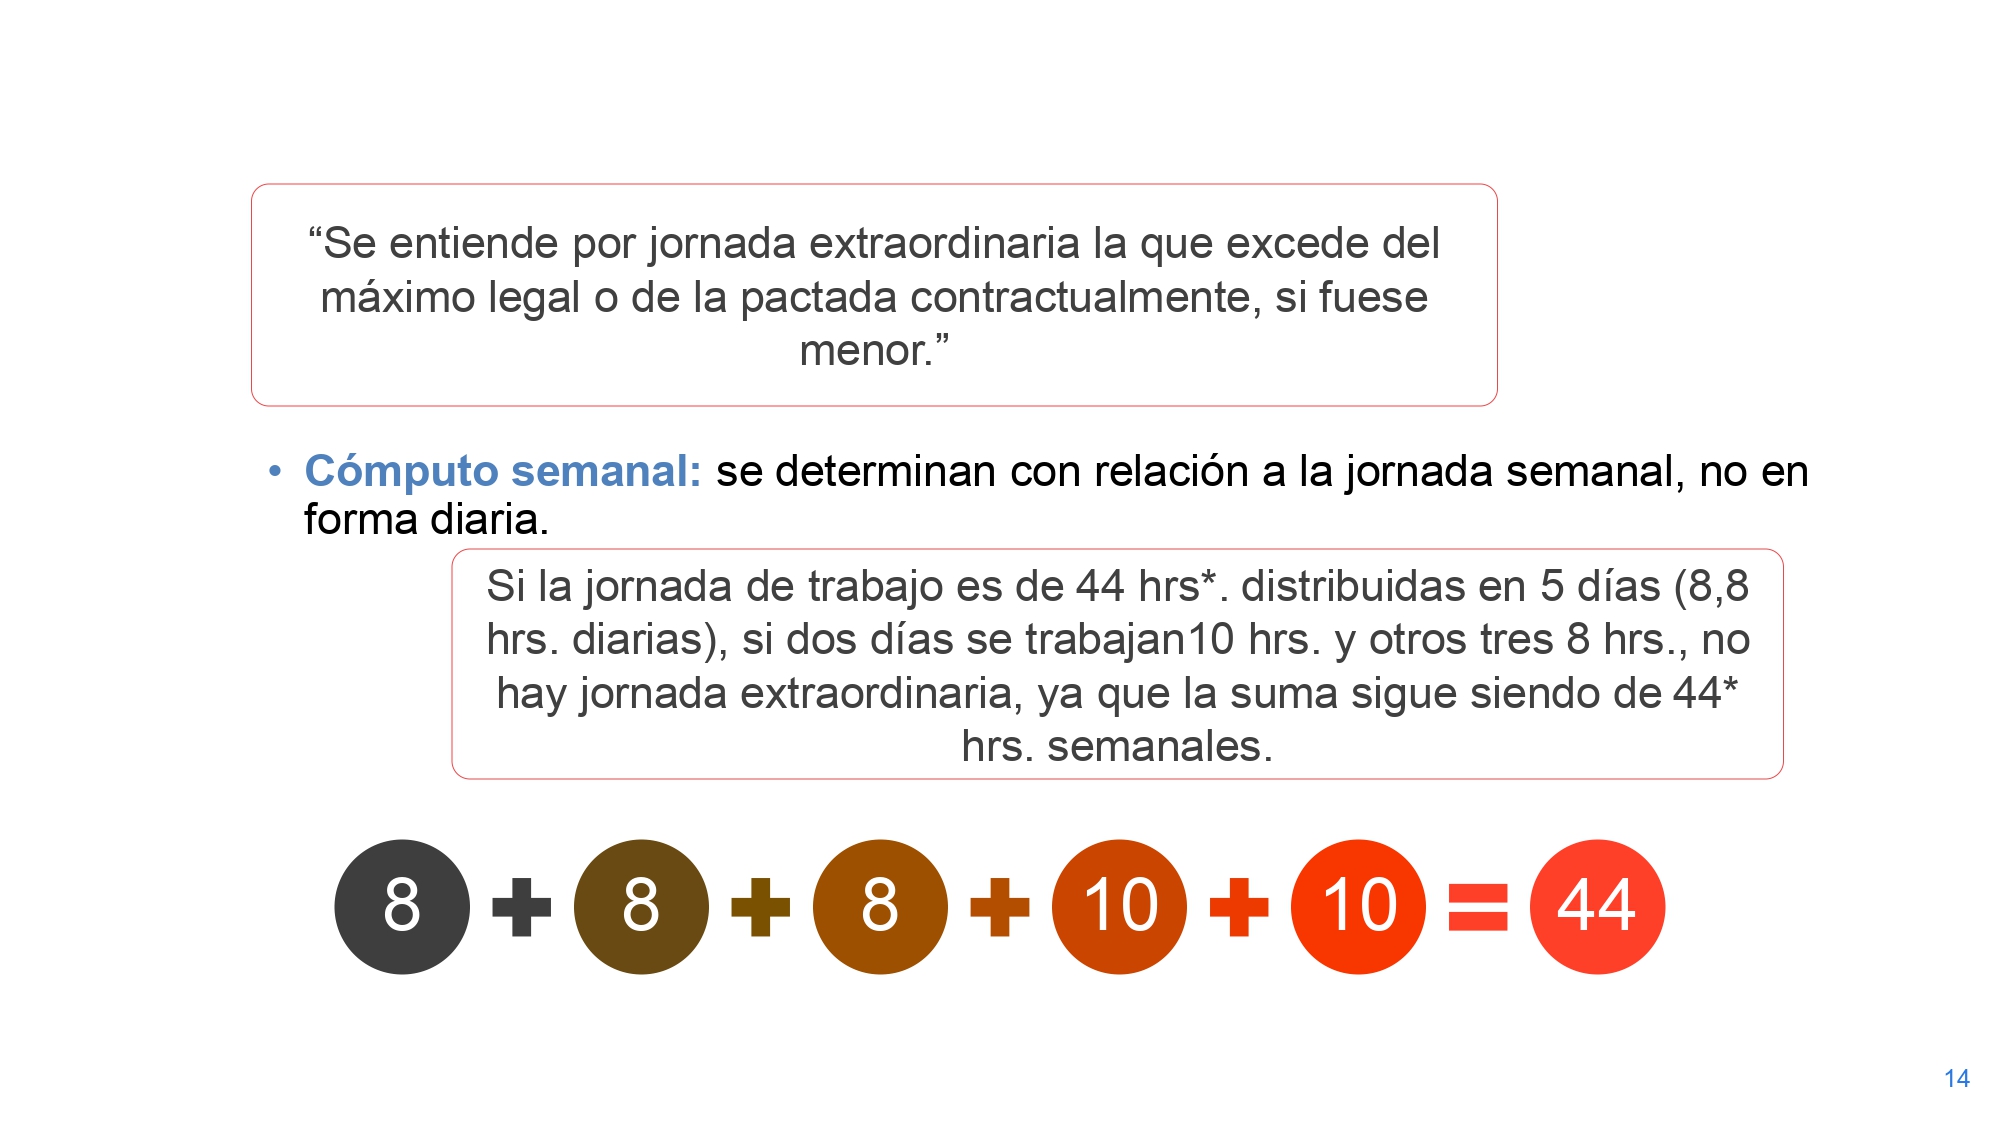 “Se entiende por jornada extraordinaria la que excede del
máximo legal o de la pactada contractualmente, si fuese
menor.”
• Cómputo semanal: se determinan con relación a la jornada semanal, no en
forma diaria.
Si la jornada de trabajo es de 44 hrs*. distribuidas en 5 días (8,8
hrs. diarias), si dos días se trabajan10 hrs. y otros tres 8 hrs., no
hay jornada extraordinaria, ya que la suma sigue siendo de 44*
hrs. semanales.
8 + 8 + 8 + 10 + 10 = 44
14